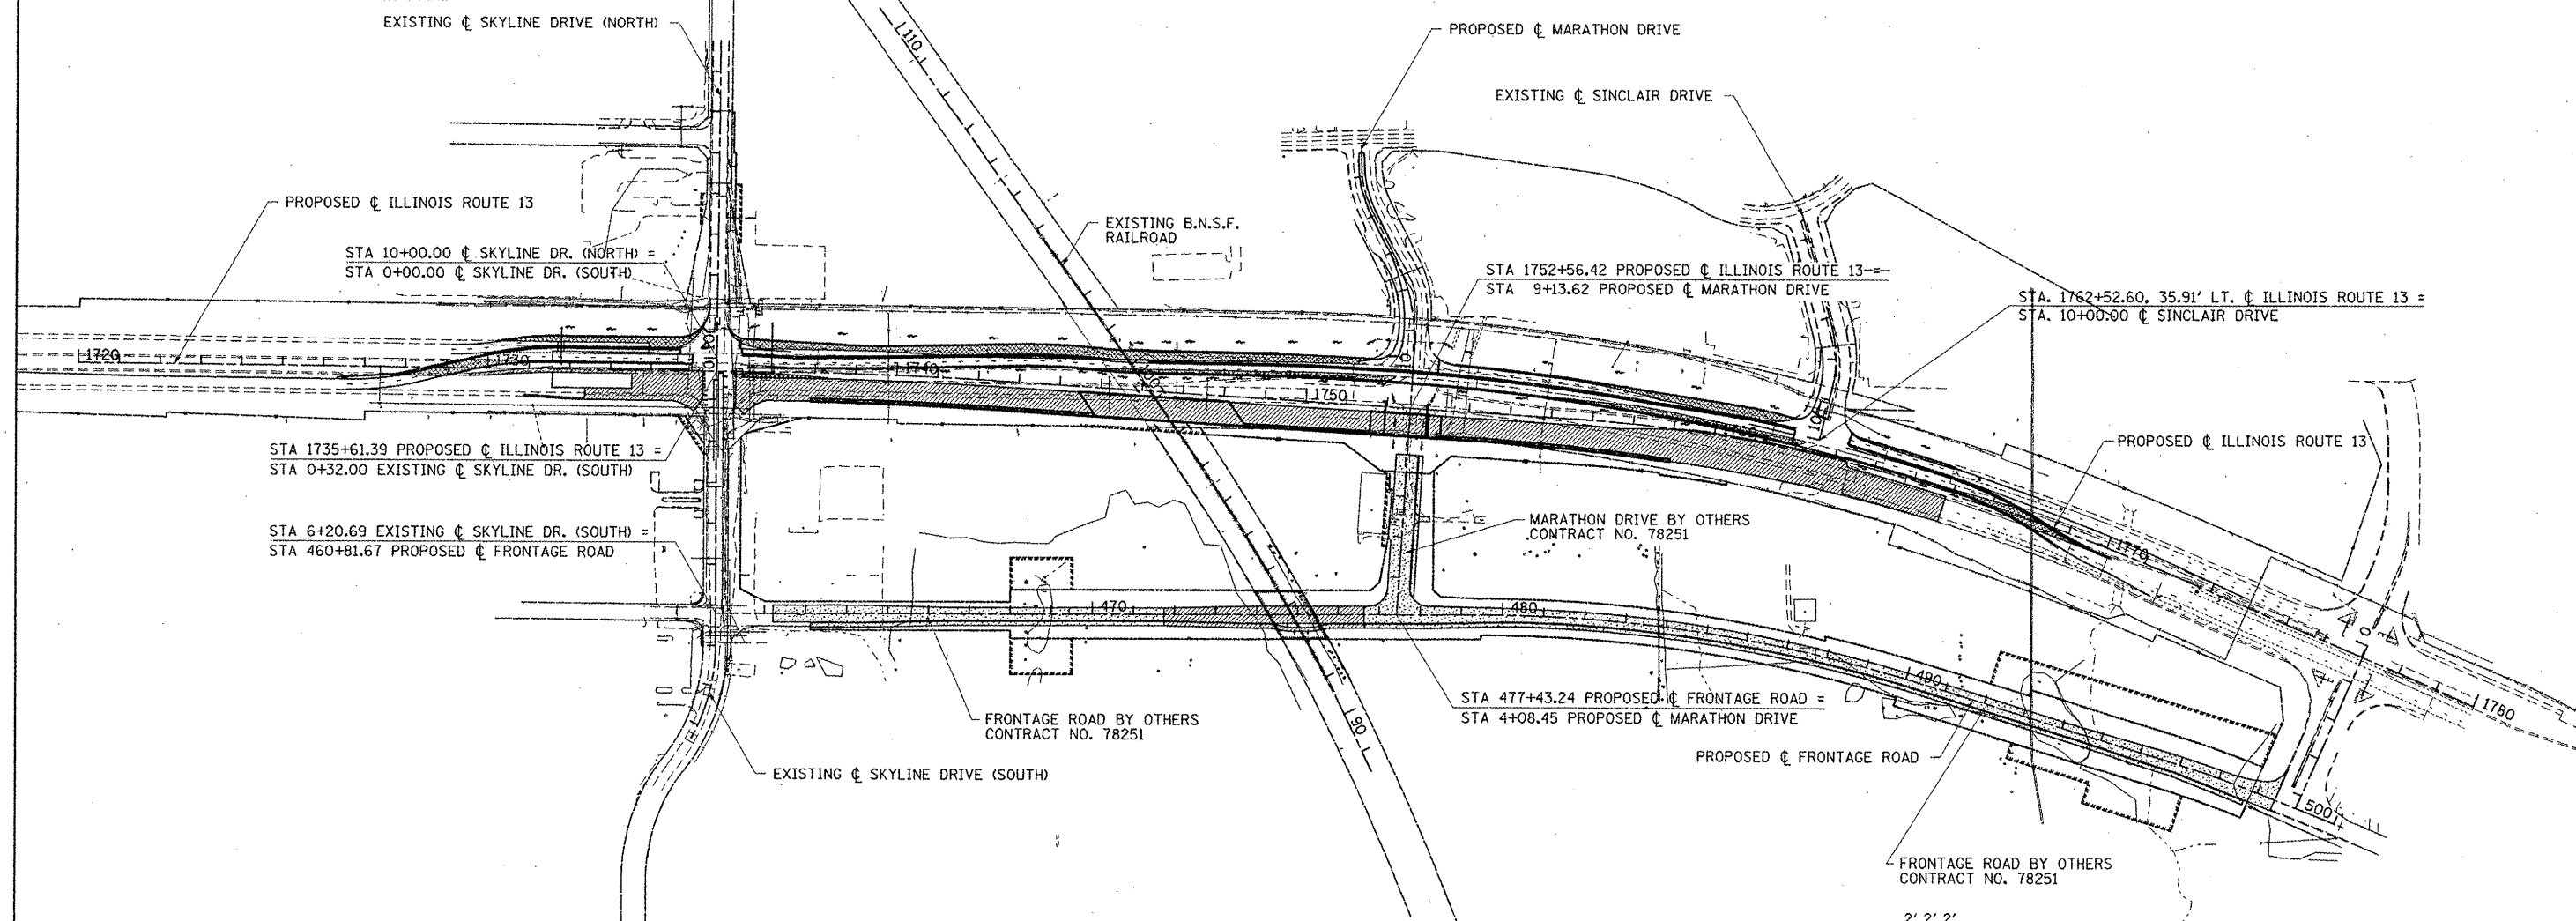 EXISTING ℄ SKYLINE DRIVE (NORTH)
110
PROPOSED ℄ MARATHON DRIVE
EXISTING ℄ SINCLAIR DRIVE
PROPOSED ℄ ILLINOIS ROUTE 13
EXISTING B.N.S.F.
RAILROAD
STA 10+00.00 ℄ SKYLINE DR. (NORTH) =
STA 0+00.00 ℄ SKYLINE DR. (SOUTH)
STA 1752+56.42 PROPOSED ℄ ILLINOIS ROUTE 13 =
STA 9+13.62 PROPOSED ℄ MARATHON DRIVE
STA. 1762+52.60, 35.91' LT. ℄ ILLINOIS ROUTE 13 =
STA. 10+00.00 ℄ SINCLAIR DRIVE
1720
1730
1740
1750
10
STA 1735+61.39 PROPOSED ℄ ILLINOIS ROUTE 13 =
STA 0+32.00 EXISTING ℄ SKYLINE DR. (SOUTH)
PROPOSED ℄ ILLINOIS ROUTE 13
STA 6+20.69 EXISTING ℄ SKYLINE DR. (SOUTH) =
STA 460+81.67 PROPOSED ℄ FRONTAGE ROAD
MARATHON DRIVE BY OTHERS
CONTRACT NO. 78251
1770
470
480
0
490
STA 477+43.24 PROPOSED ℄ FRONTAGE ROAD =
STA 4+08.45 PROPOSED ℄ MARATHON DRIVE
1780
90
FRONTAGE ROAD BY OTHERS
CONTRACT NO. 78251
PROPOSED ℄ FRONTAGE ROAD
EXISTING ℄ SKYLINE DRIVE (SOUTH)
500
FRONTAGE ROAD BY OTHERS
CONTRACT NO. 78251
2' 2' 2'